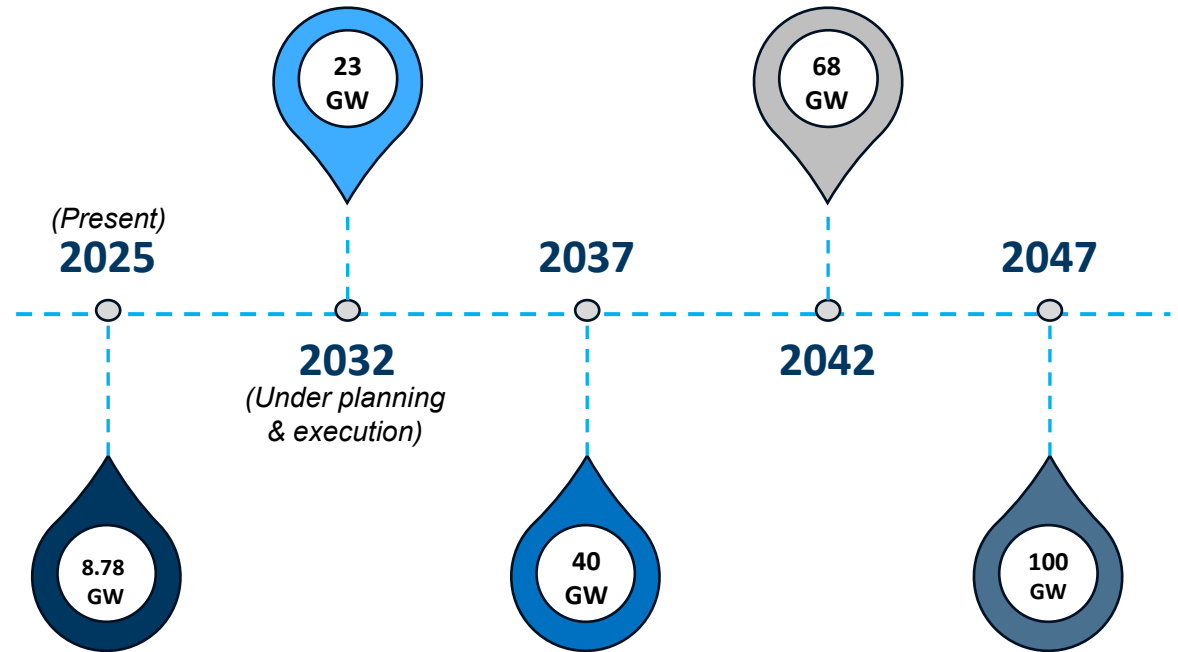 23
GW
68
GW
(Present)
2025
2037
2047
2032
(Under planning
& execution)
2042
8.78
GW
40
GW
100
GW